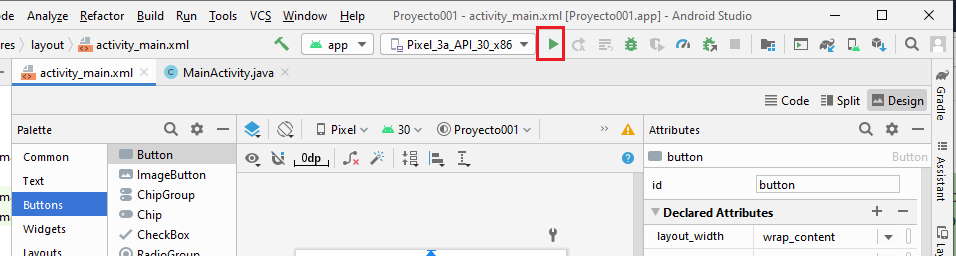 Analyze Refactor Build Run Tools VCS Window Help Proyecto001 - activity_main.xml [Proyecto001.app] - Android Studio
res layout activity_main.xml app Pixel_3a_API_30_x86
activity_main.xml MainActivity.java
Code Split Design
Palette Pixel 30 Proyecto001 Attributes
Common Button button Button
0dp
Text ImageButton
id button
Buttons ChipGroup
Widgets Chip Declared Attributes
CheckBox layout_width wrap_content
Layouts RadioGroup
Gradle
Assistant